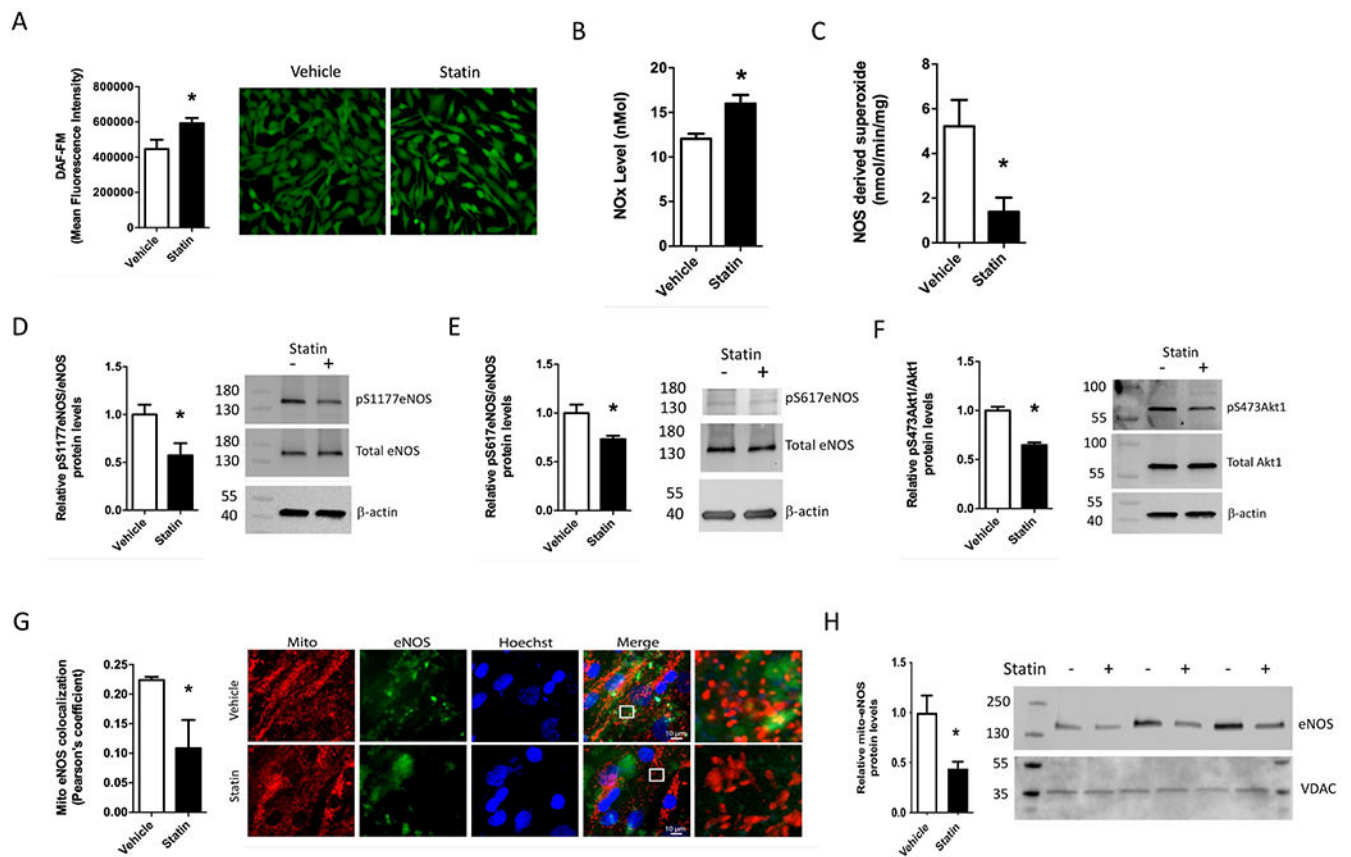 A
DAF-FM
(Mean Fluorescence Intensity)
800000
600000
400000
200000
0
*
Vehicle
Statin
Vehicle
Statin
B
NOx Level (nMol)
20
15
10
5
0
*
Vehicle
Statin
C
NOS derived superoxide
(nmol/min/mg)
8
6
4
2
0
*
Vehicle
Statin
D
Relative pS1177eNOS/eNOS
protein levels
1.5
1.0
0.5
0.0
*
Vehicle
Statin
Statin
- +
180
130
pS1177eNOS
180
130
Total eNOS
55
40
β-actin
E
Relative pS617eNOS/eNOS
protein levels
1.5
1.0
0.5
0.0
*
Vehicle
Statin
Statin
- +
180
130
pS617eNOS
180
130
Total eNOS
55
40
β-actin
F
Relative pS473Akt1/Akt1
protein levels
1.5
1.0
0.5
0.0
*
Vehicle
Statin
Statin
- +
100
55
pS473Akt1
100
55
Total Akt1
55
40
β-actin
G
Mito eNOS colocalization
(Pearson's coefficient)
0.25
0.20
0.15
0.10
0.05
0.00
*
Vehicle
Statin
Mito eNOS Hoechst Merge
Vehicle
10 µm
Statin
10 µm
H
Relative mito-eNOS
protein levels
1.5
1.0
0.5
0.0
*
Vehicle
Statin
Statin - + - + - +
250
130
eNOS
55
35
VDAC